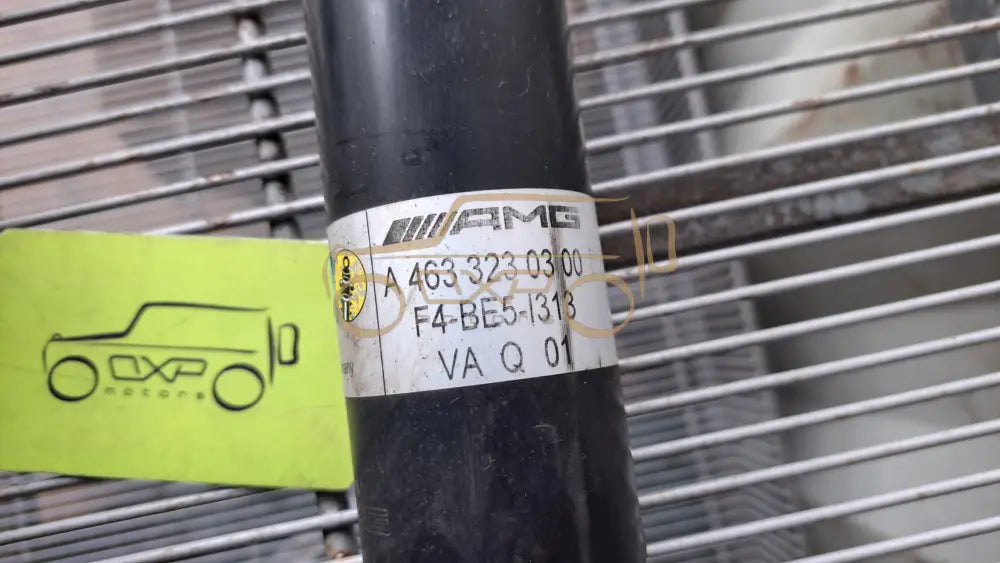 AMG
A 463 323 03 00
F4-BE5-I313
VA Q 01
OXP
motors